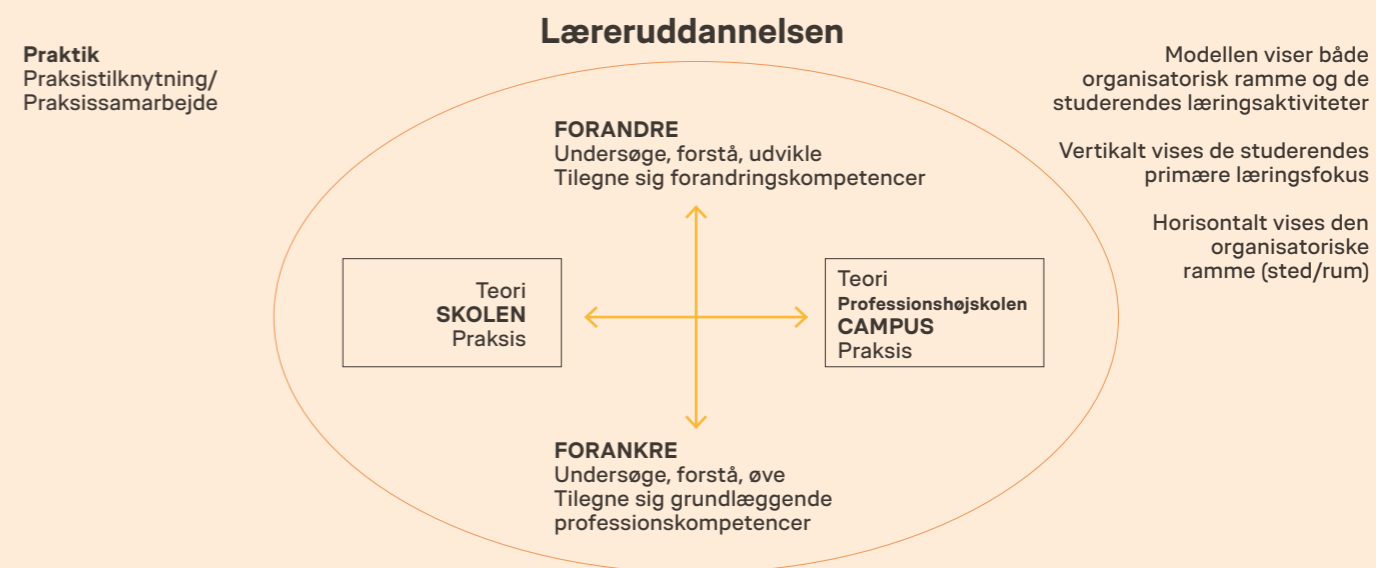 Læreruddannelsen
Praktik
Praksistilknytning/
Praksissamarbejde
FORANDRE
Undersøge, forstå, udvikle
Tilegne sig forandringskompetencer
Teori
SKOLEN
Praksis
Teori
Professionshøjskolen
CAMPUS
Praksis
FORANKRE
Undersøge, forstå, øve
Tilegne sig grundlæggende
professionskompetencer
Modellen viser både
organisatorisk ramme og de
studerendes læringsaktiviteter
Vertikalt vises de studerendes
primære læringsfokus
Horisontalt vises den
organisatoriske
ramme (sted/rum)